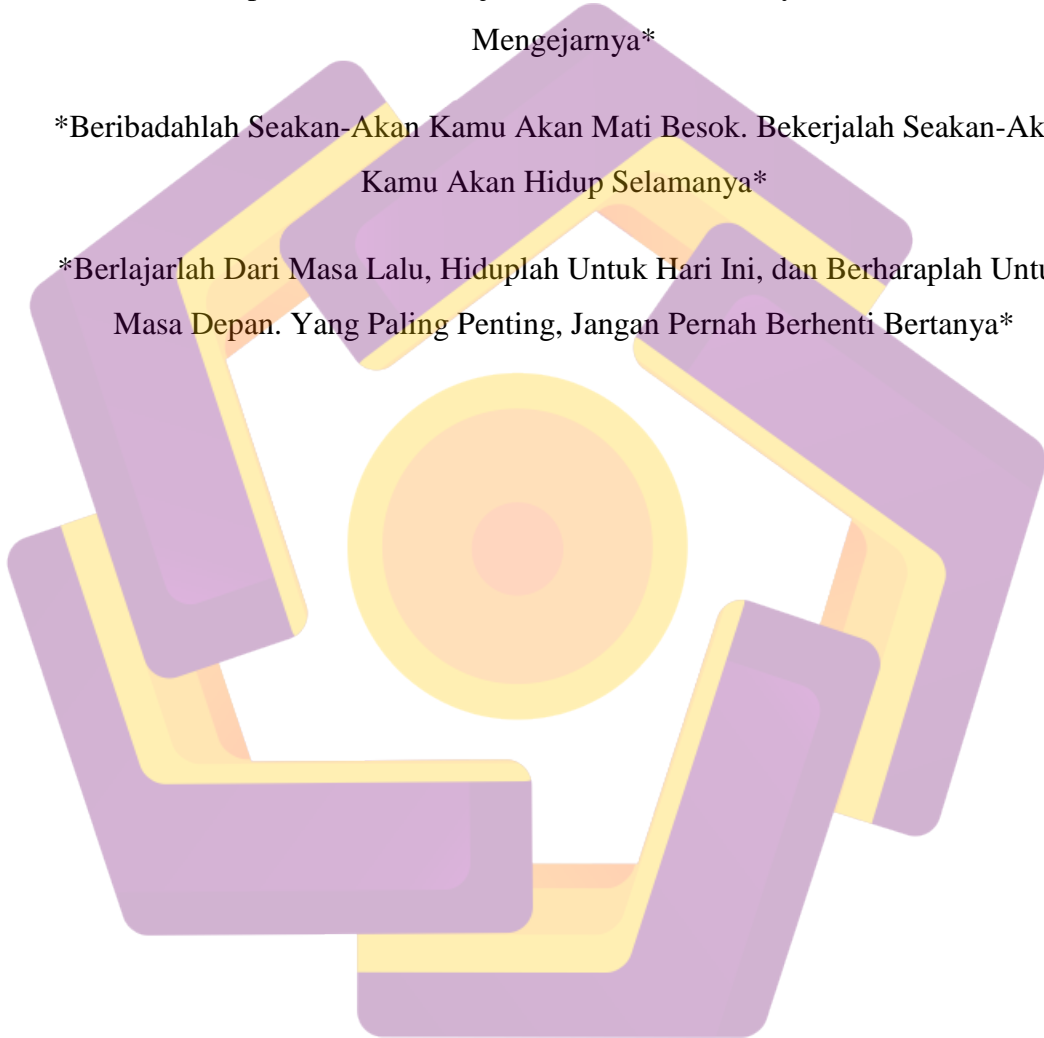 Mengejarnya*
*Beribadahlah Seakan-Akan Kamu Akan Mati Besok. Bekerjalah Seakan-Ak
Kamu Akan Hidup Selamanya*
*Berlajarlah Dari Masa Lalu, Hiduplah Untuk Hari Ini, dan Berharaplah Untu
Masa Depan. Yang Paling Penting, Jangan Pernah Berhenti Bertanya*